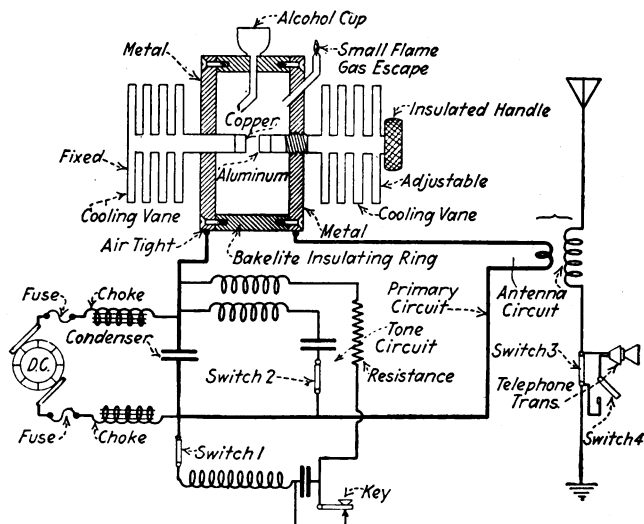 Alcohol Cup
Metal
Small Flame
Gas Escape
Insulated Handle
Copper
Fixed
Aluminum
Adjustable
Cooling Vane
Cooling Vane
Metal
Air Tight
Bakelite Insulating Ring
Primary
Circuit
Antenna
Circuit
Fuse
Choke
Condenser
Tone
Circuit
Switch 2
Resistance
D.C.
Switch 3
Telephone
Trans.
Switch 4
Fuse
Choke
Switch 1
Key